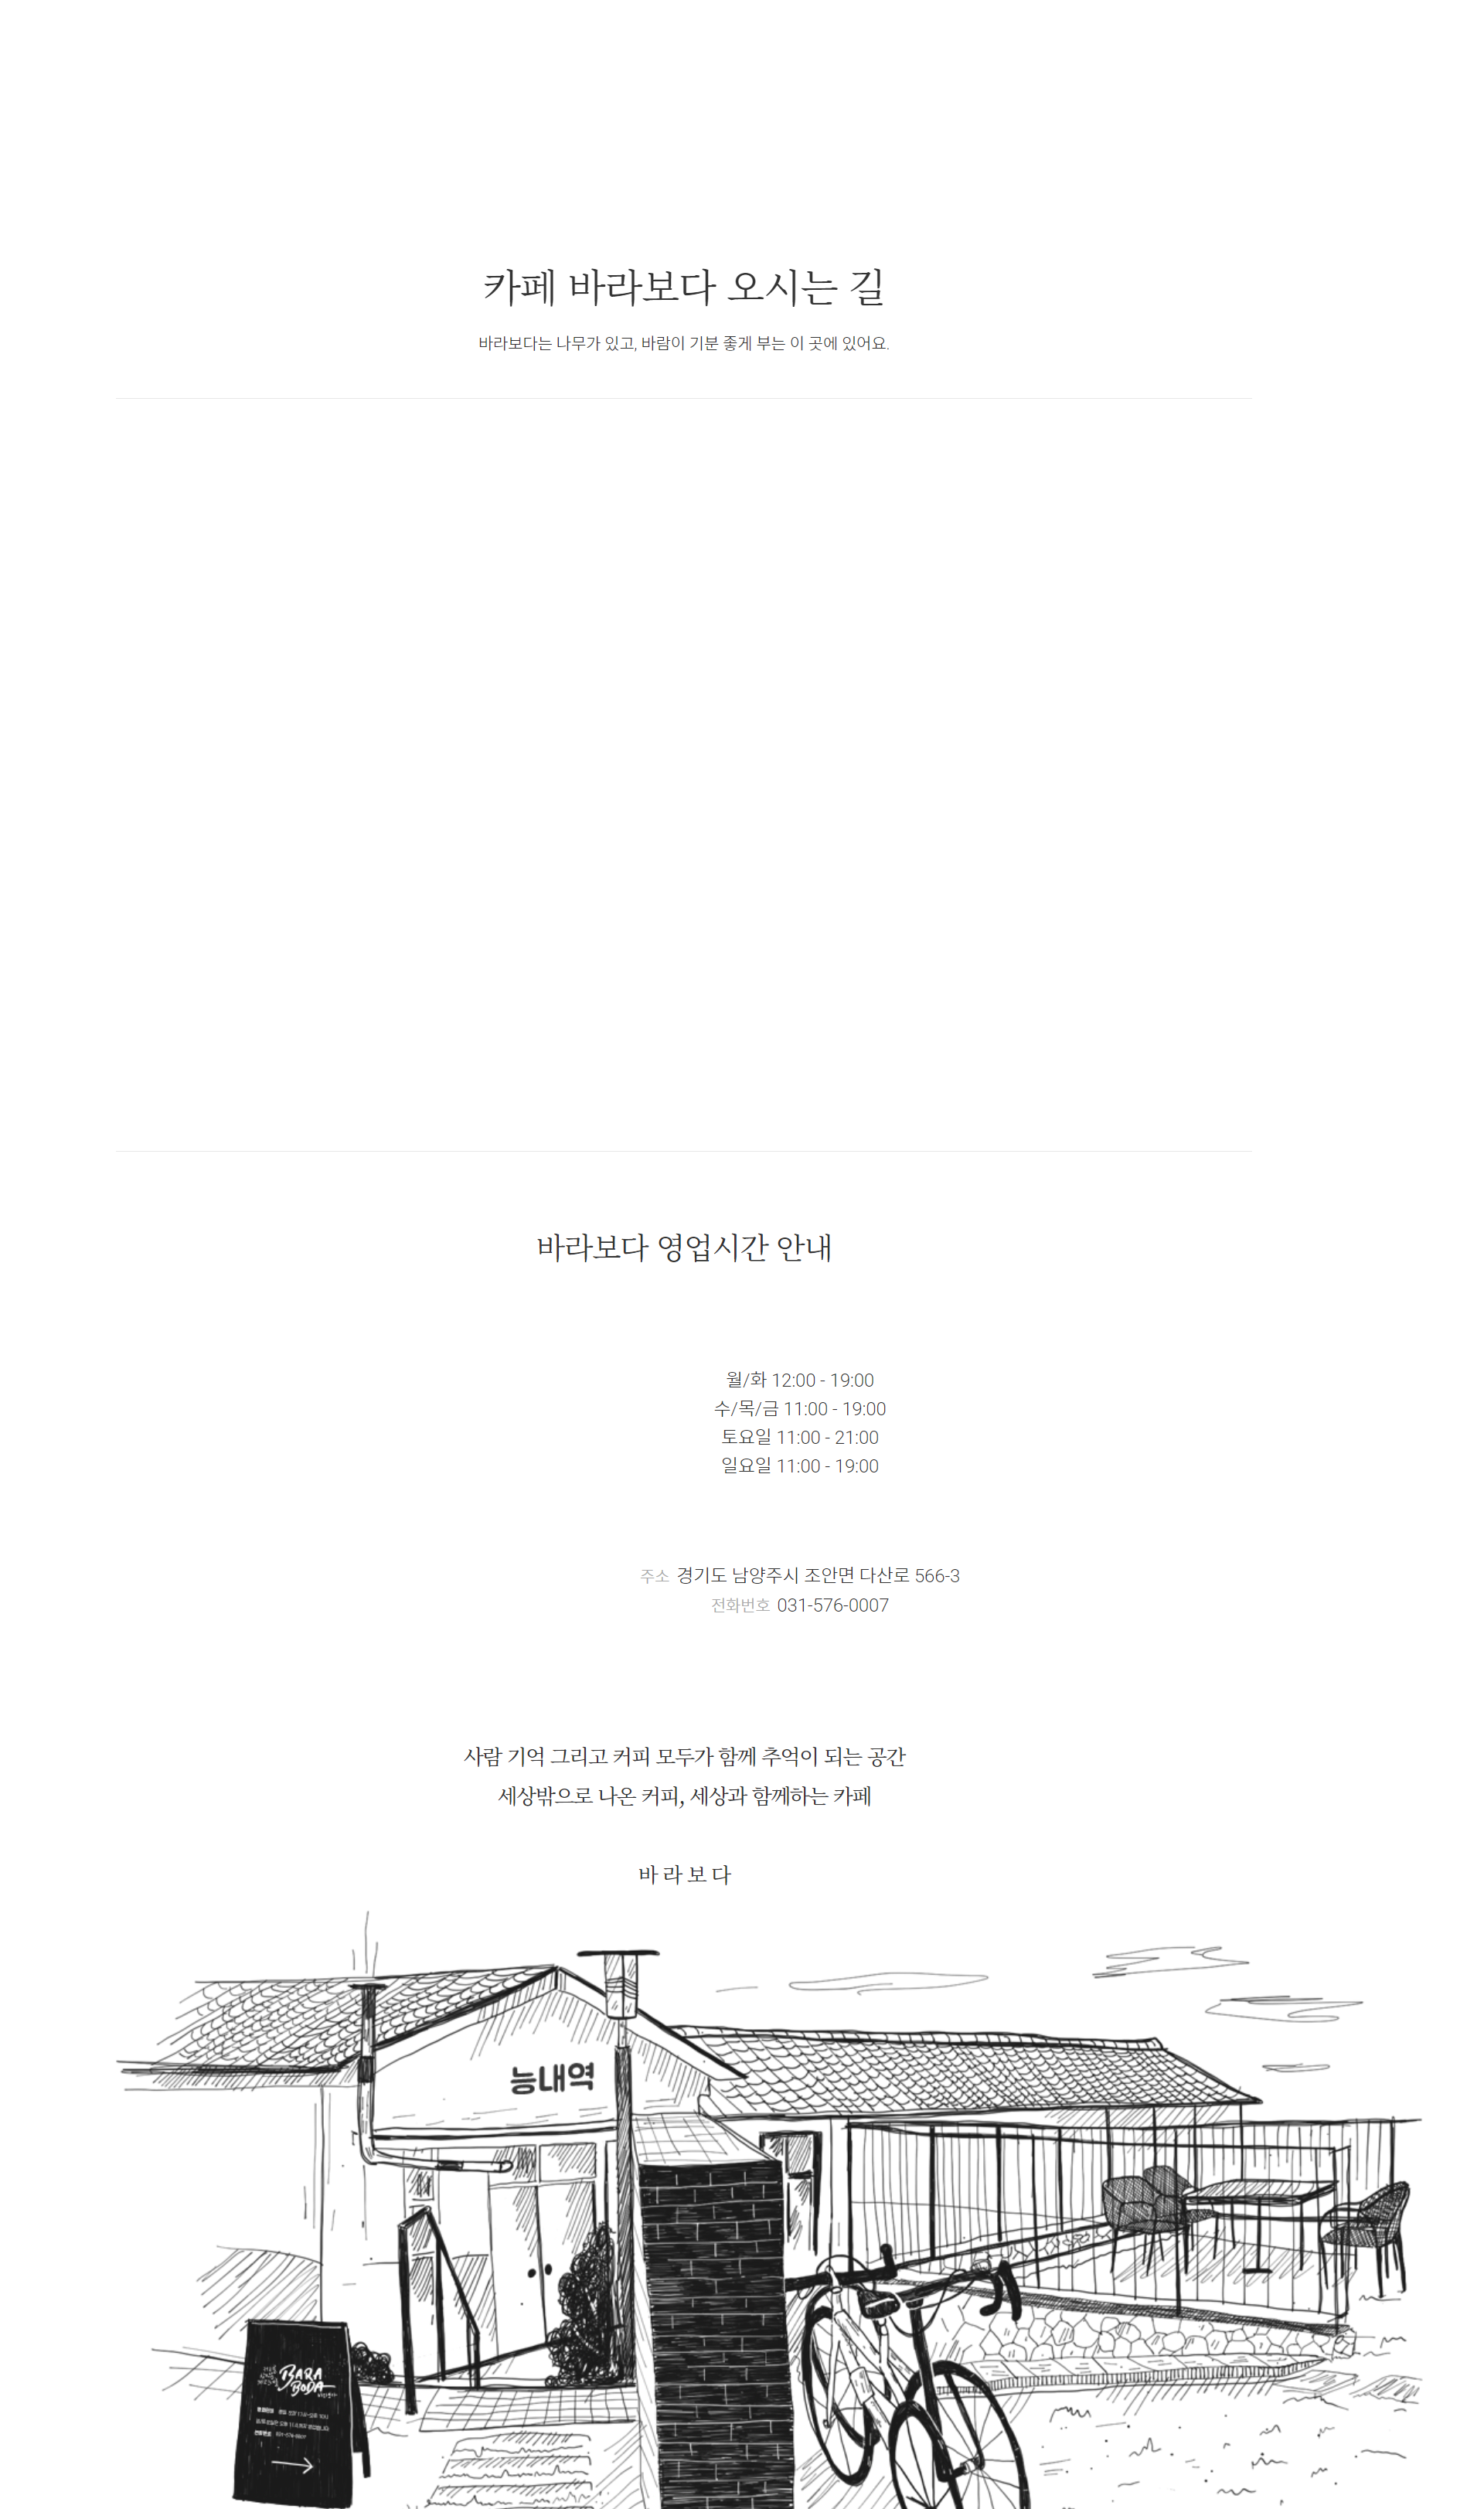 카페 바라보다 오시는 길
바라보다는 나무가 있고, 바람이 기분 좋게 부는 이 곳에 있어요.
바라보다 영업시간 안내
월/화 12:00 - 19:00
수/목/금 11:00 - 19:00
토요일 11:00 - 21:00
일요일 11:00 - 19:00
주소 경기도 남양주시 조안면 다산로 566-3
전화번호 031-576-0007
사람 기억 그리고 커피 모두가 함께 추억이 되는 공간
세상밖으로 나온 커피, 세상과 함께하는 카페
바라보다
능내역
BARA
BODA